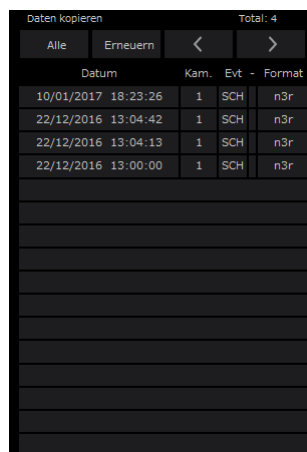 Daten kopieren Total: 4
Alle Erneuern < >
Datum Kam. Evt - Format
10/01/2017 18:23:26 1 SCH n3r
22/12/2016 13:04:42 1 SCH n3r
22/12/2016 13:04:13 1 SCH n3r
22/12/2016 13:00:00 1 SCH n3r